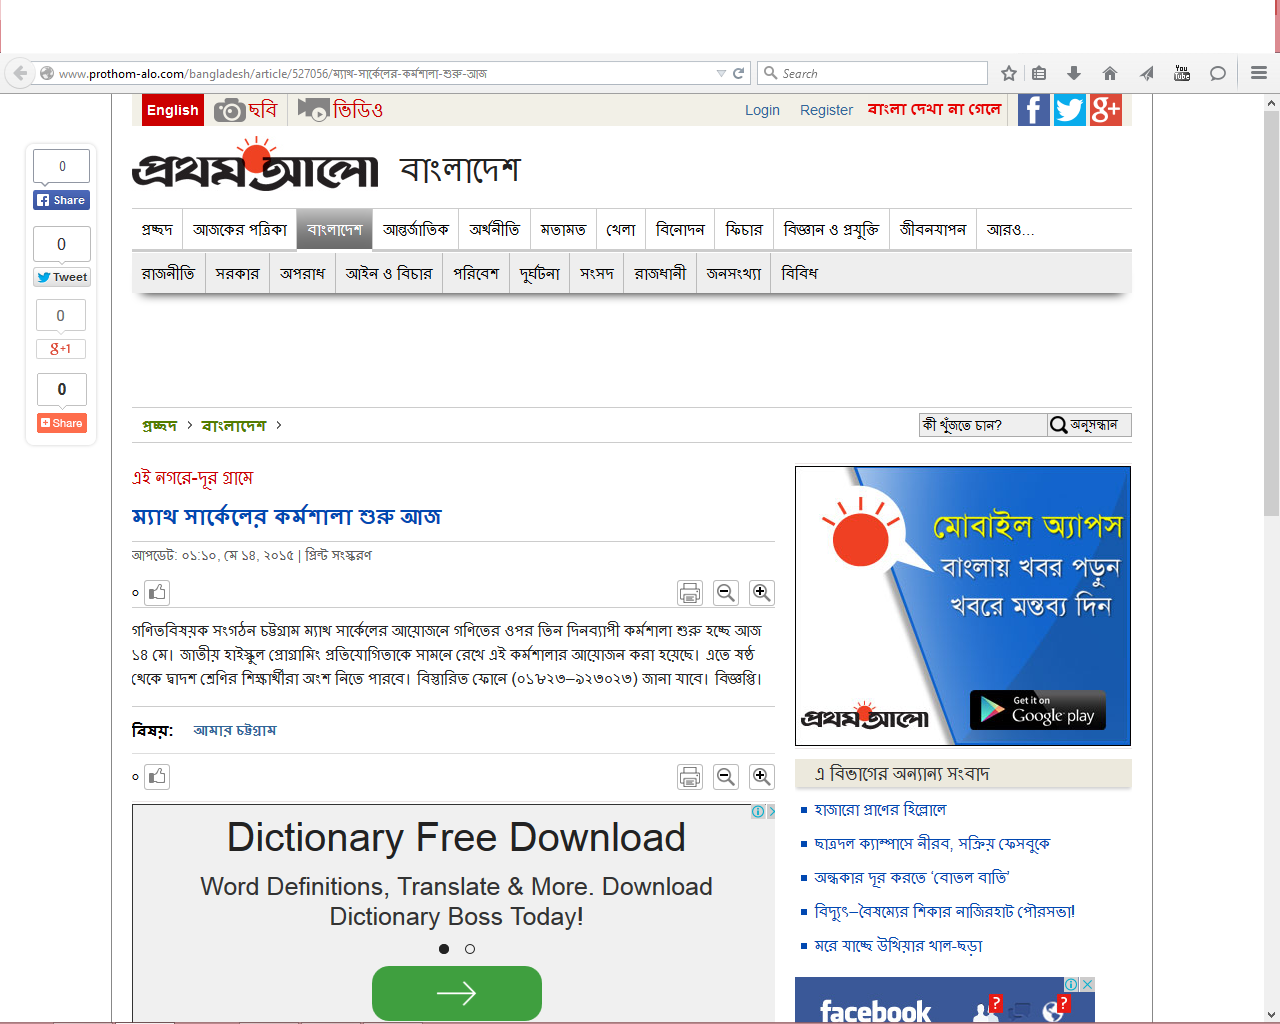 www.prothom-alo.com/bangladesh/article/527056/ম্যাথ-সার্কেলের-কর্মশালা-শুরু-আজ
Search
You Tube
English ছবি ভিডিও Login Register বাংলা দেখা না গেলে
প্রথম আলো বাংলাদেশ
প্রচ্ছদ আজকের পত্রিকা বাংলাদেশ আন্তর্জাতিক অর্থনীতি মতামত খেলা বিনোদন ফিচার বিজ্ঞান ও প্রযুক্তি জীবনযাপন আরও...
রাজনীতি সরকার অপরাধ আইন ও বিচার পরিবেশ দুর্ঘটনা সংসদ রাজধানী জনসংখ্যা বিবিধ
0
Share
0
Tweet
0
g+1
0
Share
প্রচ্ছদ › বাংলাদেশ ›
কী খুঁজতে চান? অনুসন্ধান
এই নগরে-দূর গ্রামে
ম্যাথ সার্কেলের কর্মশালা শুরু আজ
আপডেট: ০১:১০, মে ১৪, ২০১৫ | প্রিন্ট সংস্করণ
০
গণিতবিষয়ক সংগঠন চট্টগ্রাম ম্যাথ সার্কেলের আয়োজনে গণিতের ওপর তিন দিনব্যাপী কর্মশালা শুরু হচ্ছে আজ
১৪ মে। জাতীয় হাইস্কুল প্রোগ্রামিং প্রতিযোগিতাকে সামনে রেখে এই কর্মশালার আয়োজন করা হয়েছে। এতে ষষ্ঠ
থেকে দ্বাদশ শ্রেণির শিক্ষার্থীরা অংশ নিতে পারবে। বিস্তারিত ফোনে (০১৮২৩–৯২৩০২৩) জানা যাবে। বিজ্ঞপ্তি।
বিষয়: আমার চট্টগ্রাম
০
Dictionary Free Download
Word Definitions, Translate & More. Download
Dictionary Boss Today!
মোবাইল অ্যাপস
বাংলায় খবর পড়ুন
খবরে মন্তব্য দিন
প্রথম আলো
Get it on
Google play
এ বিভাগের অন্যান্য সংবাদ
হাজারো প্রাণের হিল্লোলে
ছাত্রদল ক্যাম্পাসে নীরব, সক্রিয় ফেসবুকে
অন্ধকার দূর করতে ‘বোতল বাতি’
বিদ্যুৎ–বৈষম্যের শিকার নাজিরহাট পৌরসভা!
মরে যাচ্ছে উখিয়ার খাল-ছড়া
facebook ? ?